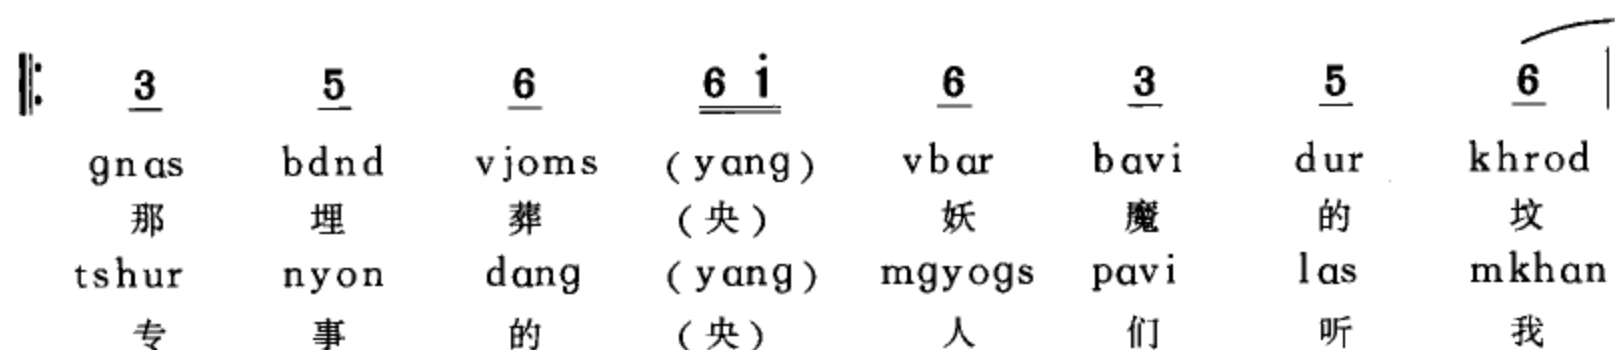 3 5 6 6 i 6 3 5 6
gnas bdnd vjoms (yang) vbar bavi dur khrod
那 埋 葬 (央) 妖 魔 的 坟
tshur nyon dang (yang) mgyogs pavi las mkhan
专 事 的 (央) 人 们 听 我